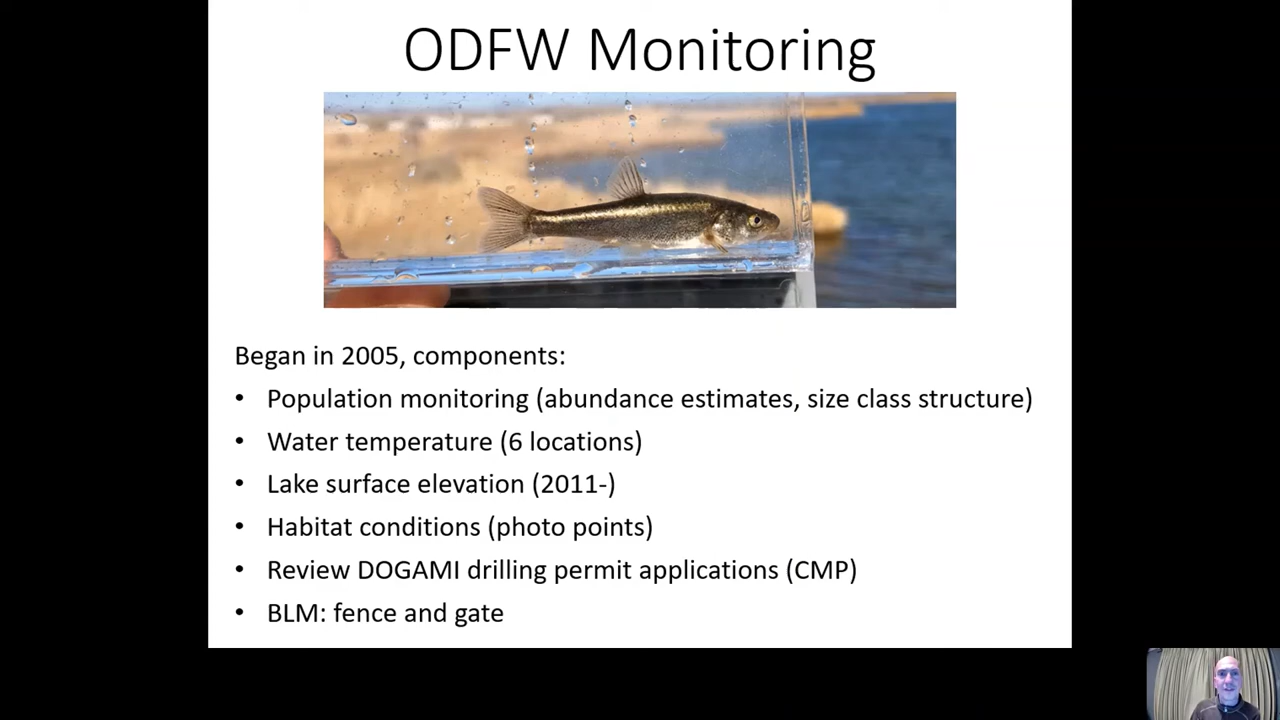 ODFW Monitoring
Began in 2005, components:
• Population monitoring (abundance estimates, size class structure)
• Water temperature (6 locations)
• Lake surface elevation (2011-)
• Habitat conditions (photo points)
• Review DOGAMI drilling permit applications (CMP)
• BLM: fence and gate